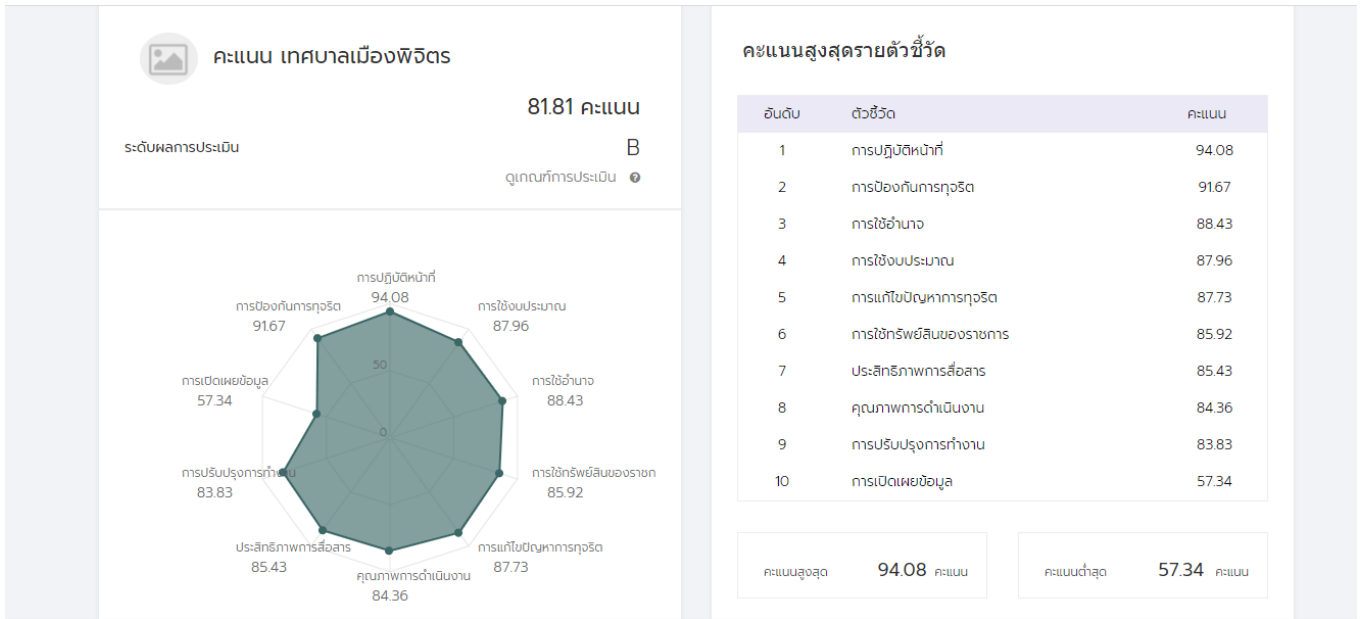 คะแนน เทศบาลเมืองพิจิตร
81.81 คะแนน
ระดับผลการประเมิน B
ดูเกณฑ์การประเมิน
การปฏิบัติหน้าที่
94.08
การป้องกันการทุจริต
91.67
การใช้งบประมาณ
87.96
50
การเปิดเผยข้อมูล
57.34
การใช้อำนาจ
88.43
0
การปรับปรุงการทำงาน
83.83
การใช้ทรัพย์สินของราชก
85.92
ประสิทธิภาพการสื่อสาร
85.43
การแก้ไขปัญหาการทุจริต
87.73
คุณภาพการดำเนินงาน
84.36
คะแนนสูงสุดรายตัวชี้วัด
อันดับ ตัวชี้วัด คะแนน
1 การปฏิบัติหน้าที่ 94.08
2 การป้องกันการทุจริต 91.67
3 การใช้อำนาจ 88.43
4 การใช้งบประมาณ 87.96
5 การแก้ไขปัญหาการทุจริต 87.73
6 การใช้ทรัพย์สินของราชการ 85.92
7 ประสิทธิภาพการสื่อสาร 85.43
8 คุณภาพการดำเนินงาน 84.36
9 การปรับปรุงการทำงาน 83.83
10 การเปิดเผยข้อมูล 57.34
คะแนนสูงสุด 94.08 คะแนน
คะแนนต่ำสุด 57.34 คะแนน